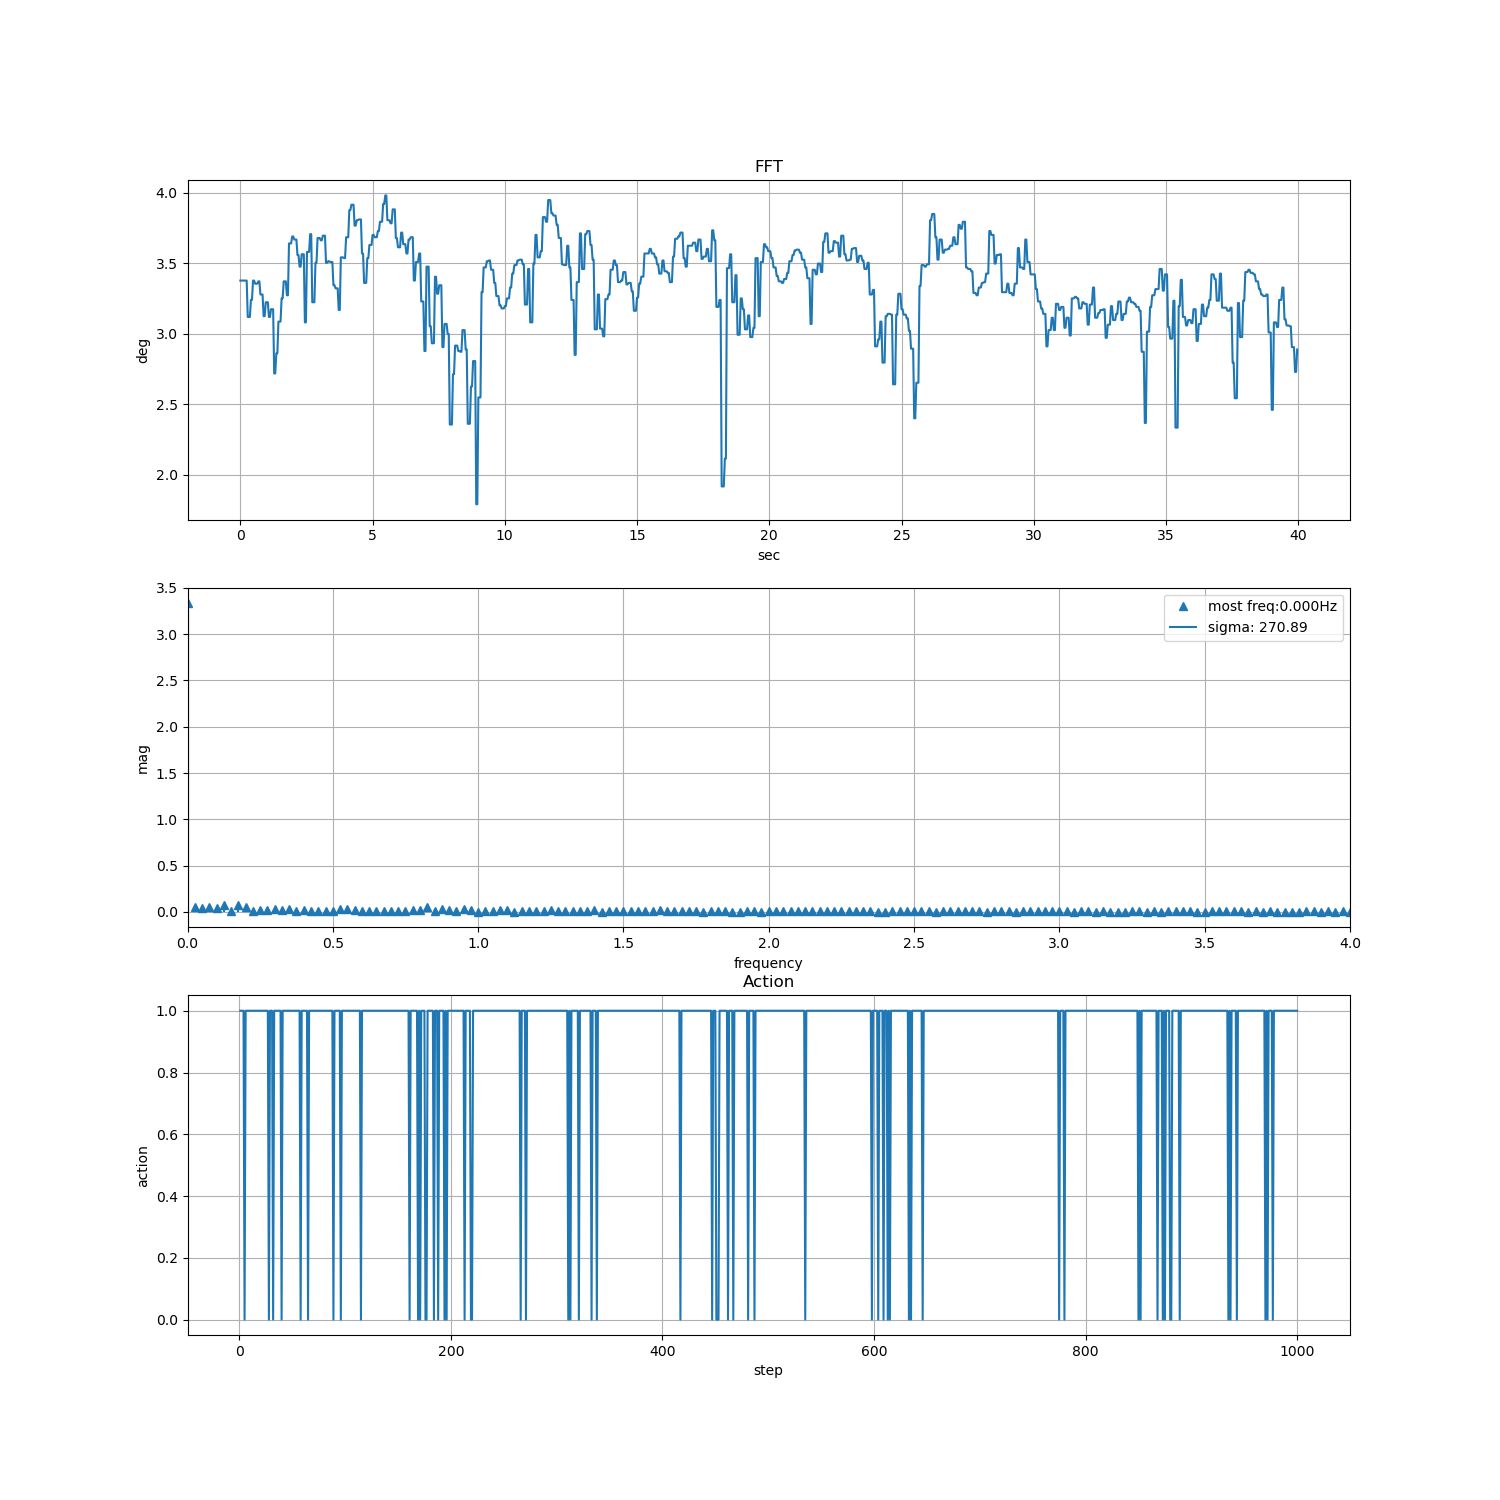 FFT
4.0
3.5
3.0
2.5
2.0
deg
0 5 10 15 20 25 30 35 40
sec
3.5
3.0
2.5
2.0
1.5
1.0
0.5
0.0
mag
most freq:0.000Hz
sigma: 270.89
0.0 0.5 1.0 1.5 2.0 2.5 3.0 3.5 4.0
frequency
Action
1.0
0.8
0.6
0.4
0.2
0.0
action
0 200 400 600 800 1000
step